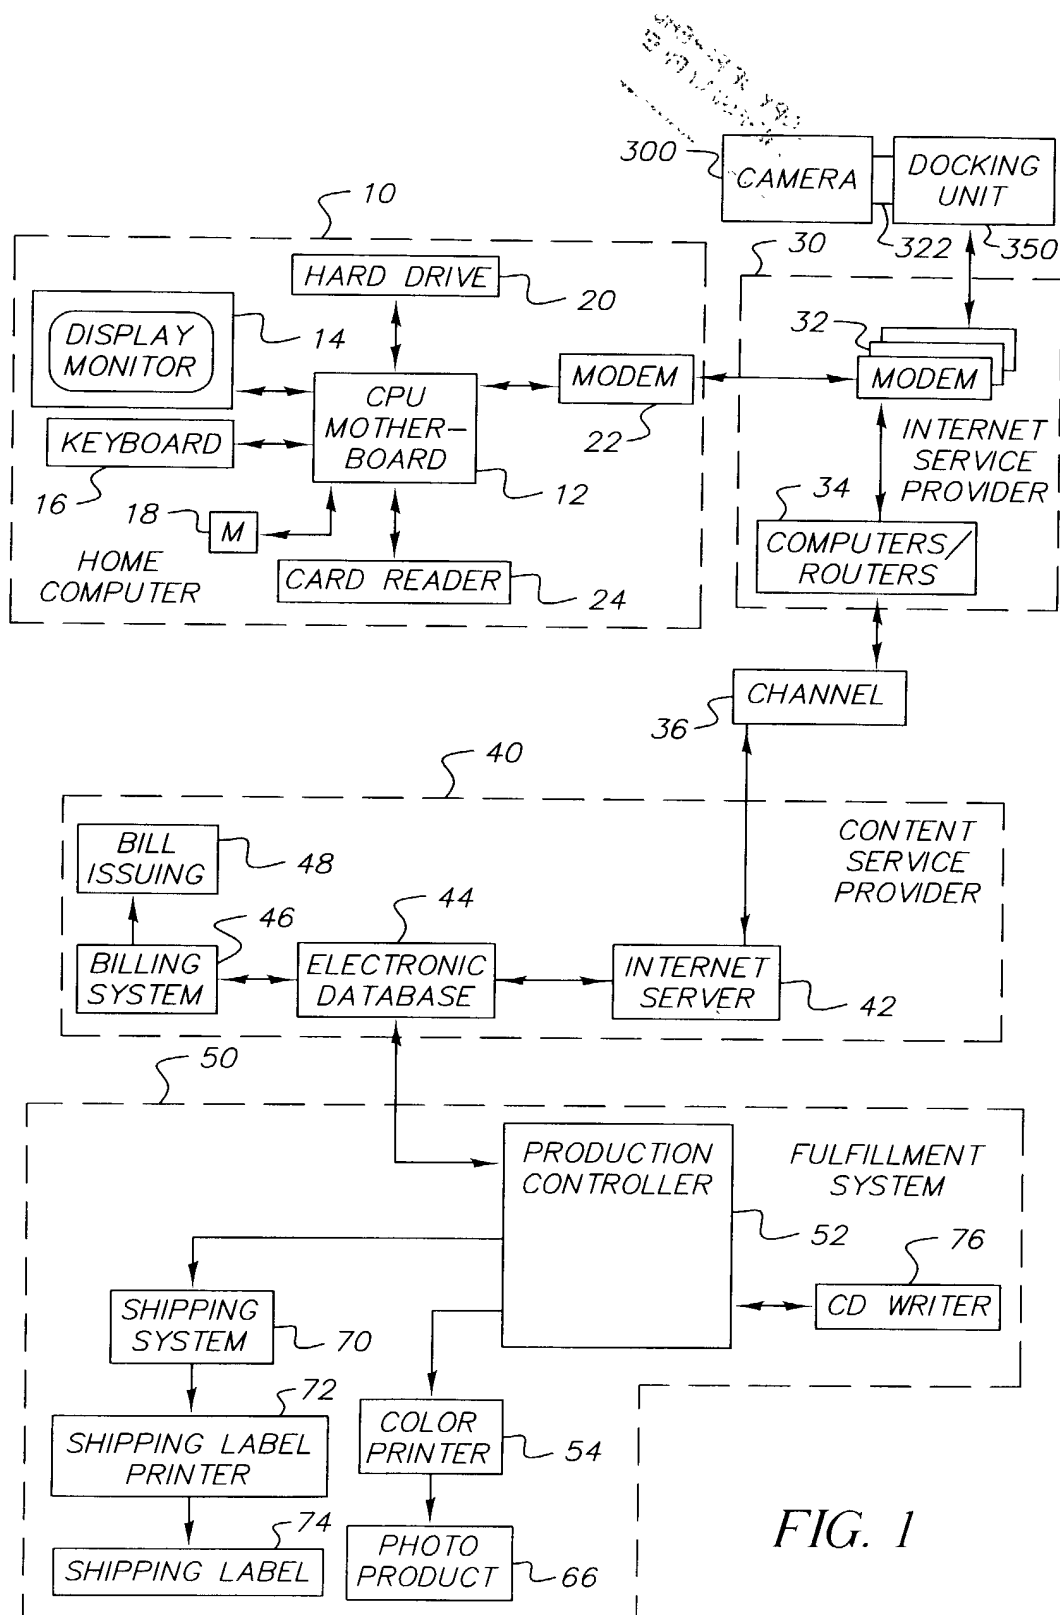 300
CAMERA
DOCKING
UNIT
322
350
10
30
HARD DRIVE
20
DISPLAY
MONITOR
14
32
MODEM
MODEM
22
CPU
MOTHER-
BOARD
12
KEYBOARD
16
18
M
INTERNET
SERVICE
PROVIDER
34
COMPUTERS/
ROUTERS
HOME
COMPUTER
CARD READER
24
CHANNEL
36
40
BILL
ISSUING
48
CONTENT
SERVICE
PROVIDER
46
44
BILLING
SYSTEM
ELECTRONIC
DATABASE
INTERNET
SERVER
42
50
PRODUCTION
CONTROLLER
FULFILLMENT
SYSTEM
52
76
CD WRITER
SHIPPING
SYSTEM
70
72
SHIPPING LABEL
PRINTER
COLOR
PRINTER
54
74
SHIPPING LABEL
PHOTO
PRODUCT
66
FIG. 1